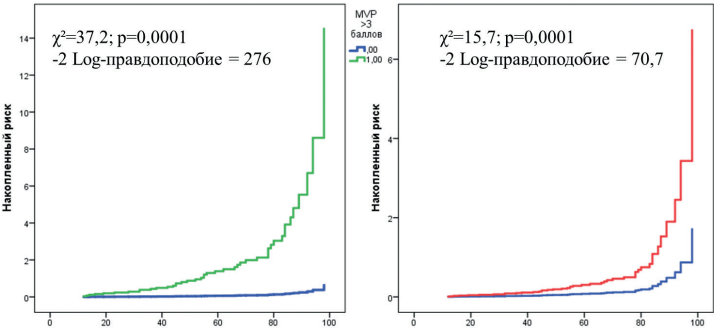 χ²=37,2; p=0,0001
-2 Log-правдоподобие = 276
Накопленный риск
14
12
10
8
6
4
2
0
0 20 40 60 80 100
MVP
>3
баллов
,00
1,00
χ²=15,7; p=0,0001
-2 Log-правдоподобие = 70,7
Накопленный риск
6
4
2
0
0 20 40 60 80 100